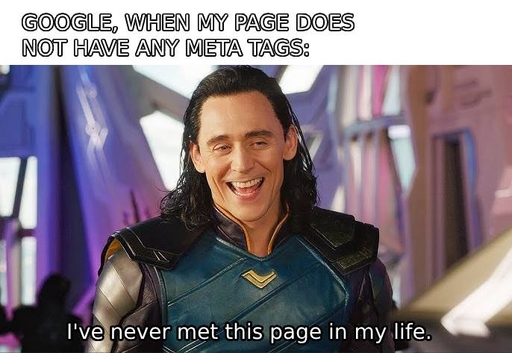 GOOGLE, WHEN MY PAGE DOES
NOT HAVE ANY META TAGS:
I've never met this page in my life.